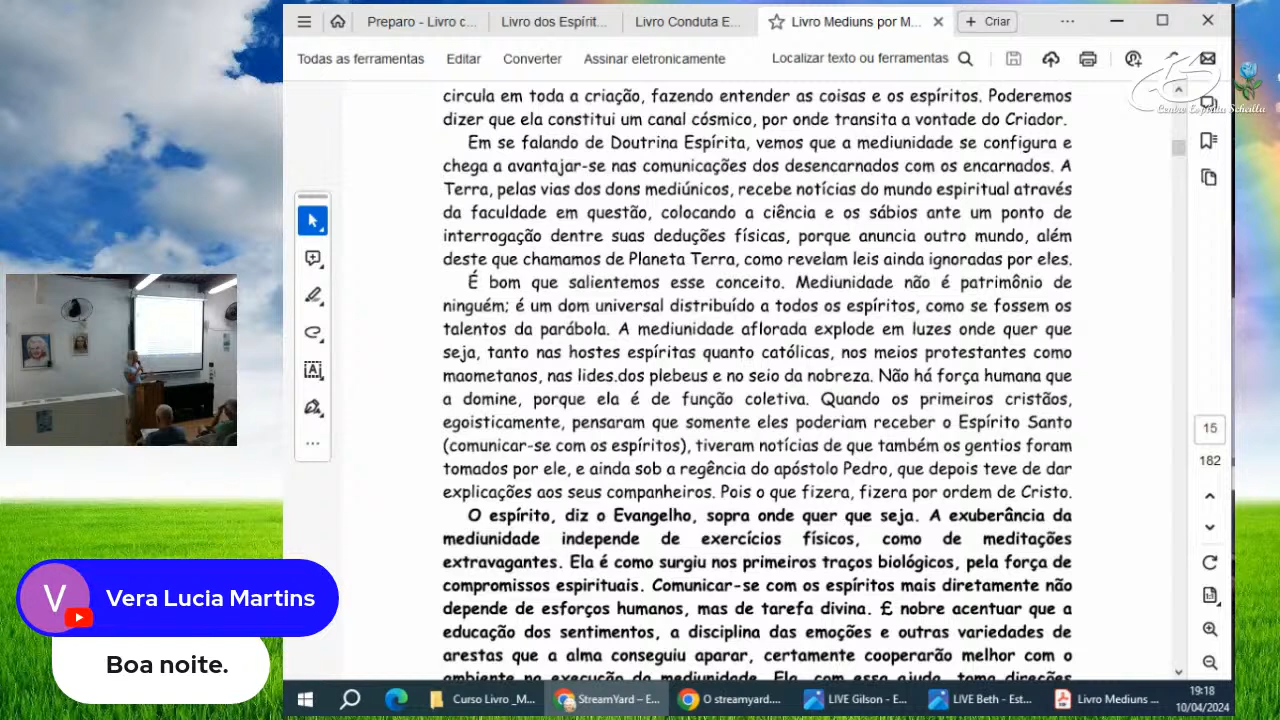 Preparo - Livro c...
Livro dos Espírit...
Livro Conduta E...
Livro Mediuns por M...
Criar
Todas as ferramentas
Editar
Converter
Assinar eletronicamente
Localizar texto ou ferramentas
Centro Espírita Scheilla
circula em toda a criação, fazendo entender as coisas e os espíritos. Poderemos
dizer que ela constitui um canal cósmico, por onde transita a vontade do Criador.
Em se falando de Doutrina Espírita, vemos que a mediunidade se configura e
chega a avantajar-se nas comunicações dos desencarnados com os encarnados. A
Terra, pelas vias dos dons mediúnicos, recebe notícias do mundo espiritual através
da faculdade em questão, colocando a ciência e os sábios ante um ponto de
interrogação dentre suas deduções físicas, porque anuncia outro mundo, além
deste que chamamos de Planeta Terra, como revelam leis ainda ignoradas por eles.
É bom que salientemos esse conceito. Mediunidade não é patrimônio de
ninguém; é um dom universal distribuído a todos os espíritos, como se fossem os
talentos da parábola. A mediunidade aflorada explode em luzes onde quer que
seja, tanto nas hostes espíritas quanto católicas, nos meios protestantes como
maometanos, nas lides.dos plebeus e no seio da nobreza. Não há força humana que
a domine, porque ela é de função coletiva. Quando os primeiros cristãos,
egoisticamente, pensaram que somente eles poderiam receber o Espírito Santo
(comunicar-se com os espíritos), tiveram notícias de que também os gentios foram
tomados por ele, e ainda sob a regência do apóstolo Pedro, que depois teve de dar
explicações aos seus companheiros. Pois o que fizera, fizera por ordem de Cristo.
O espírito, diz o Evangelho, sopra onde quer que seja. A exuberância da
mediunidade independe de exercícios físicos, como de meditações
extravagantes. Ela é como surgiu nos primeiros traços biológicos, pela força de
compromissos espirituais. Comunicar-se com os espíritos mais diretamente não
depende de esforços humanos, mas de tarefa divina. £ nobre acentuar que a
educação dos sentimentos, a disciplina das emoções e outras variedades de
arestas que a alma conseguiu aparar, certamente cooperarão melhor com o
ambiente na execução da mediunidade. Ela, com essa ajuda, toma direções
15
182
V
Vera Lucia Martins
Boa noite.
Curso Livro _M...
StreamYard – E...
O streamyard....
LIVE Gilson - E...
LIVE Beth - Est...
Livro Mediuns ...
19:18
10/04/2024